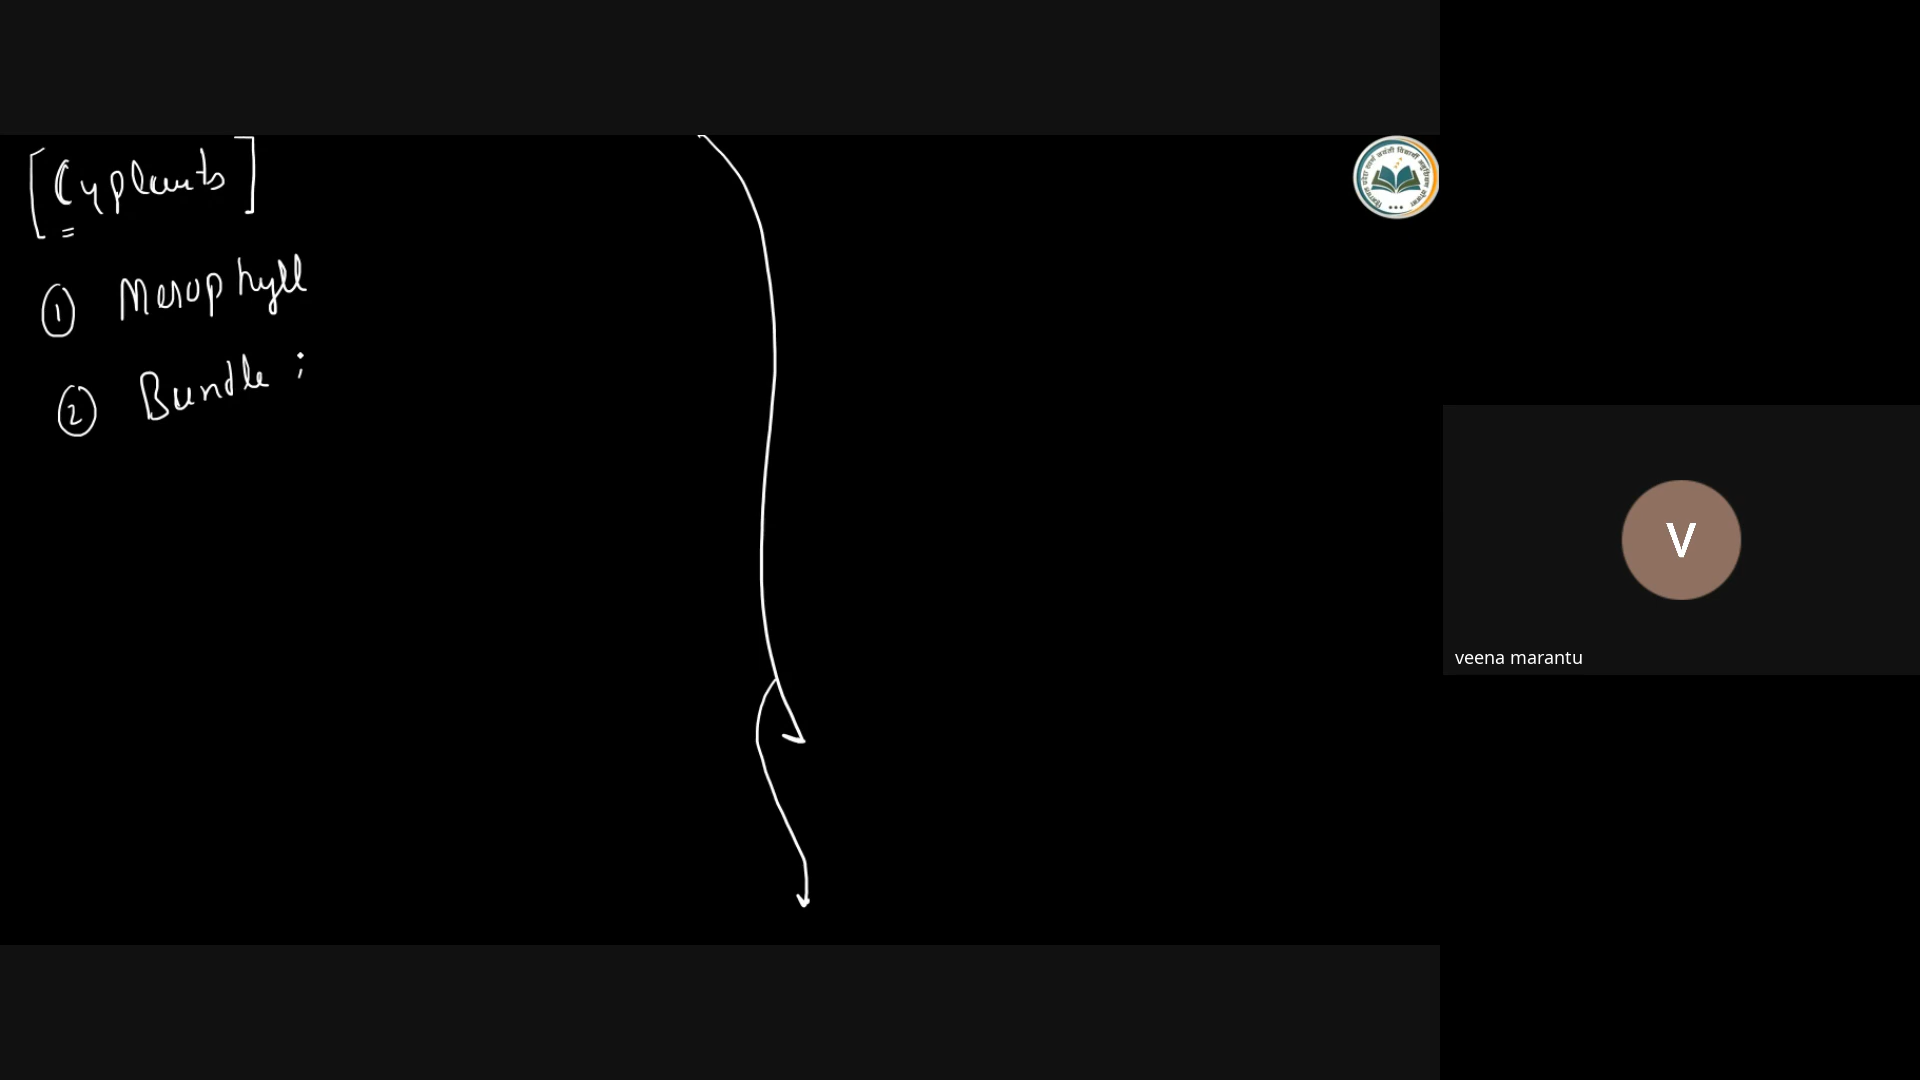 [C4 plants]
① Mesophyll
② Bundle :
V
veena marantu